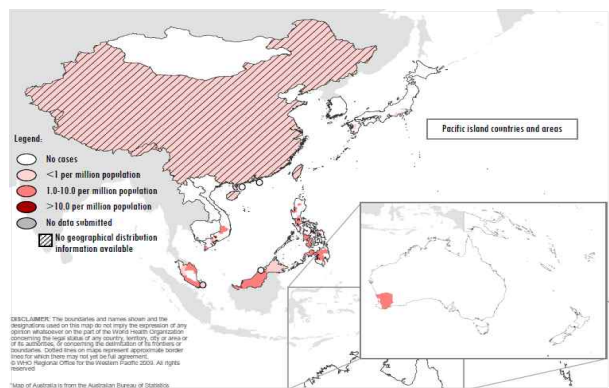 Pacific island countries and areas
Legend:
No cases
<1 per million population
1.0-10.0 per million population
>10.0 per million population
No data submitted
No geographical distribution
information available
DISCLAIMER: The boundaries and names shown and the
designations used on this map do not imply the expression of any
opinion whatsoever on the part of the World Health Organization
concerning the legal status of any country, territory, city or area or
of its authorities, or concerning the delimitation of its frontiers or
boundaries. Dotted lines on maps represent approximate border
lines for which there may not yet be full agreement.
© WHO Regional Office for the Western Pacific 2009. All rights
reserved
*Map of Australia is from the Australian Bureau of Statistics